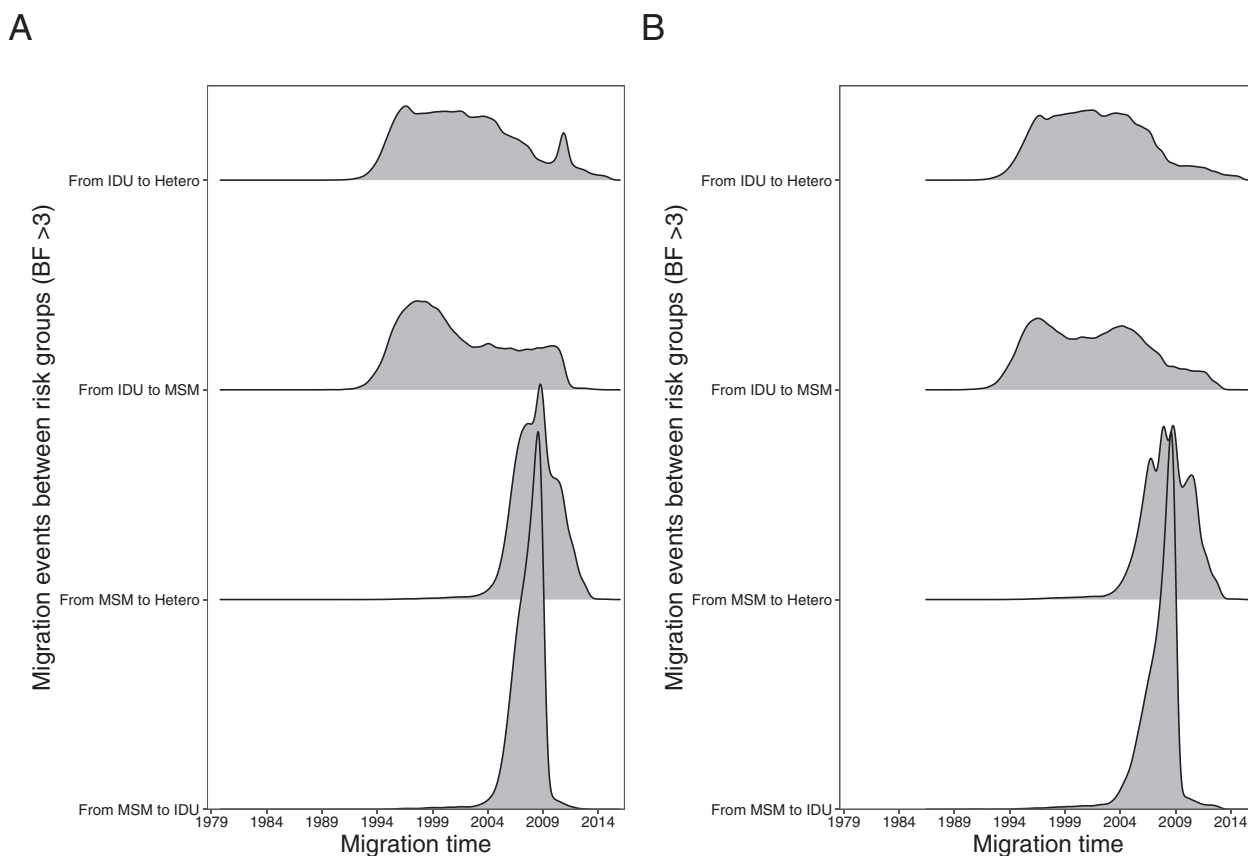 A
B
Migration events between risk groups (BF >3)
From IDU to Hetero
From IDU to MSM
From MSM to Hetero
From MSM to IDU
1979 1984 1989 1994 1999 2004 2009 2014
Migration time
Migration events between risk groups (BF >3)
From IDU to Hetero
From IDU to MSM
From MSM to Hetero
From MSM to IDU
1979 1984 1989 1994 1999 2004 2009 2014
Migration time